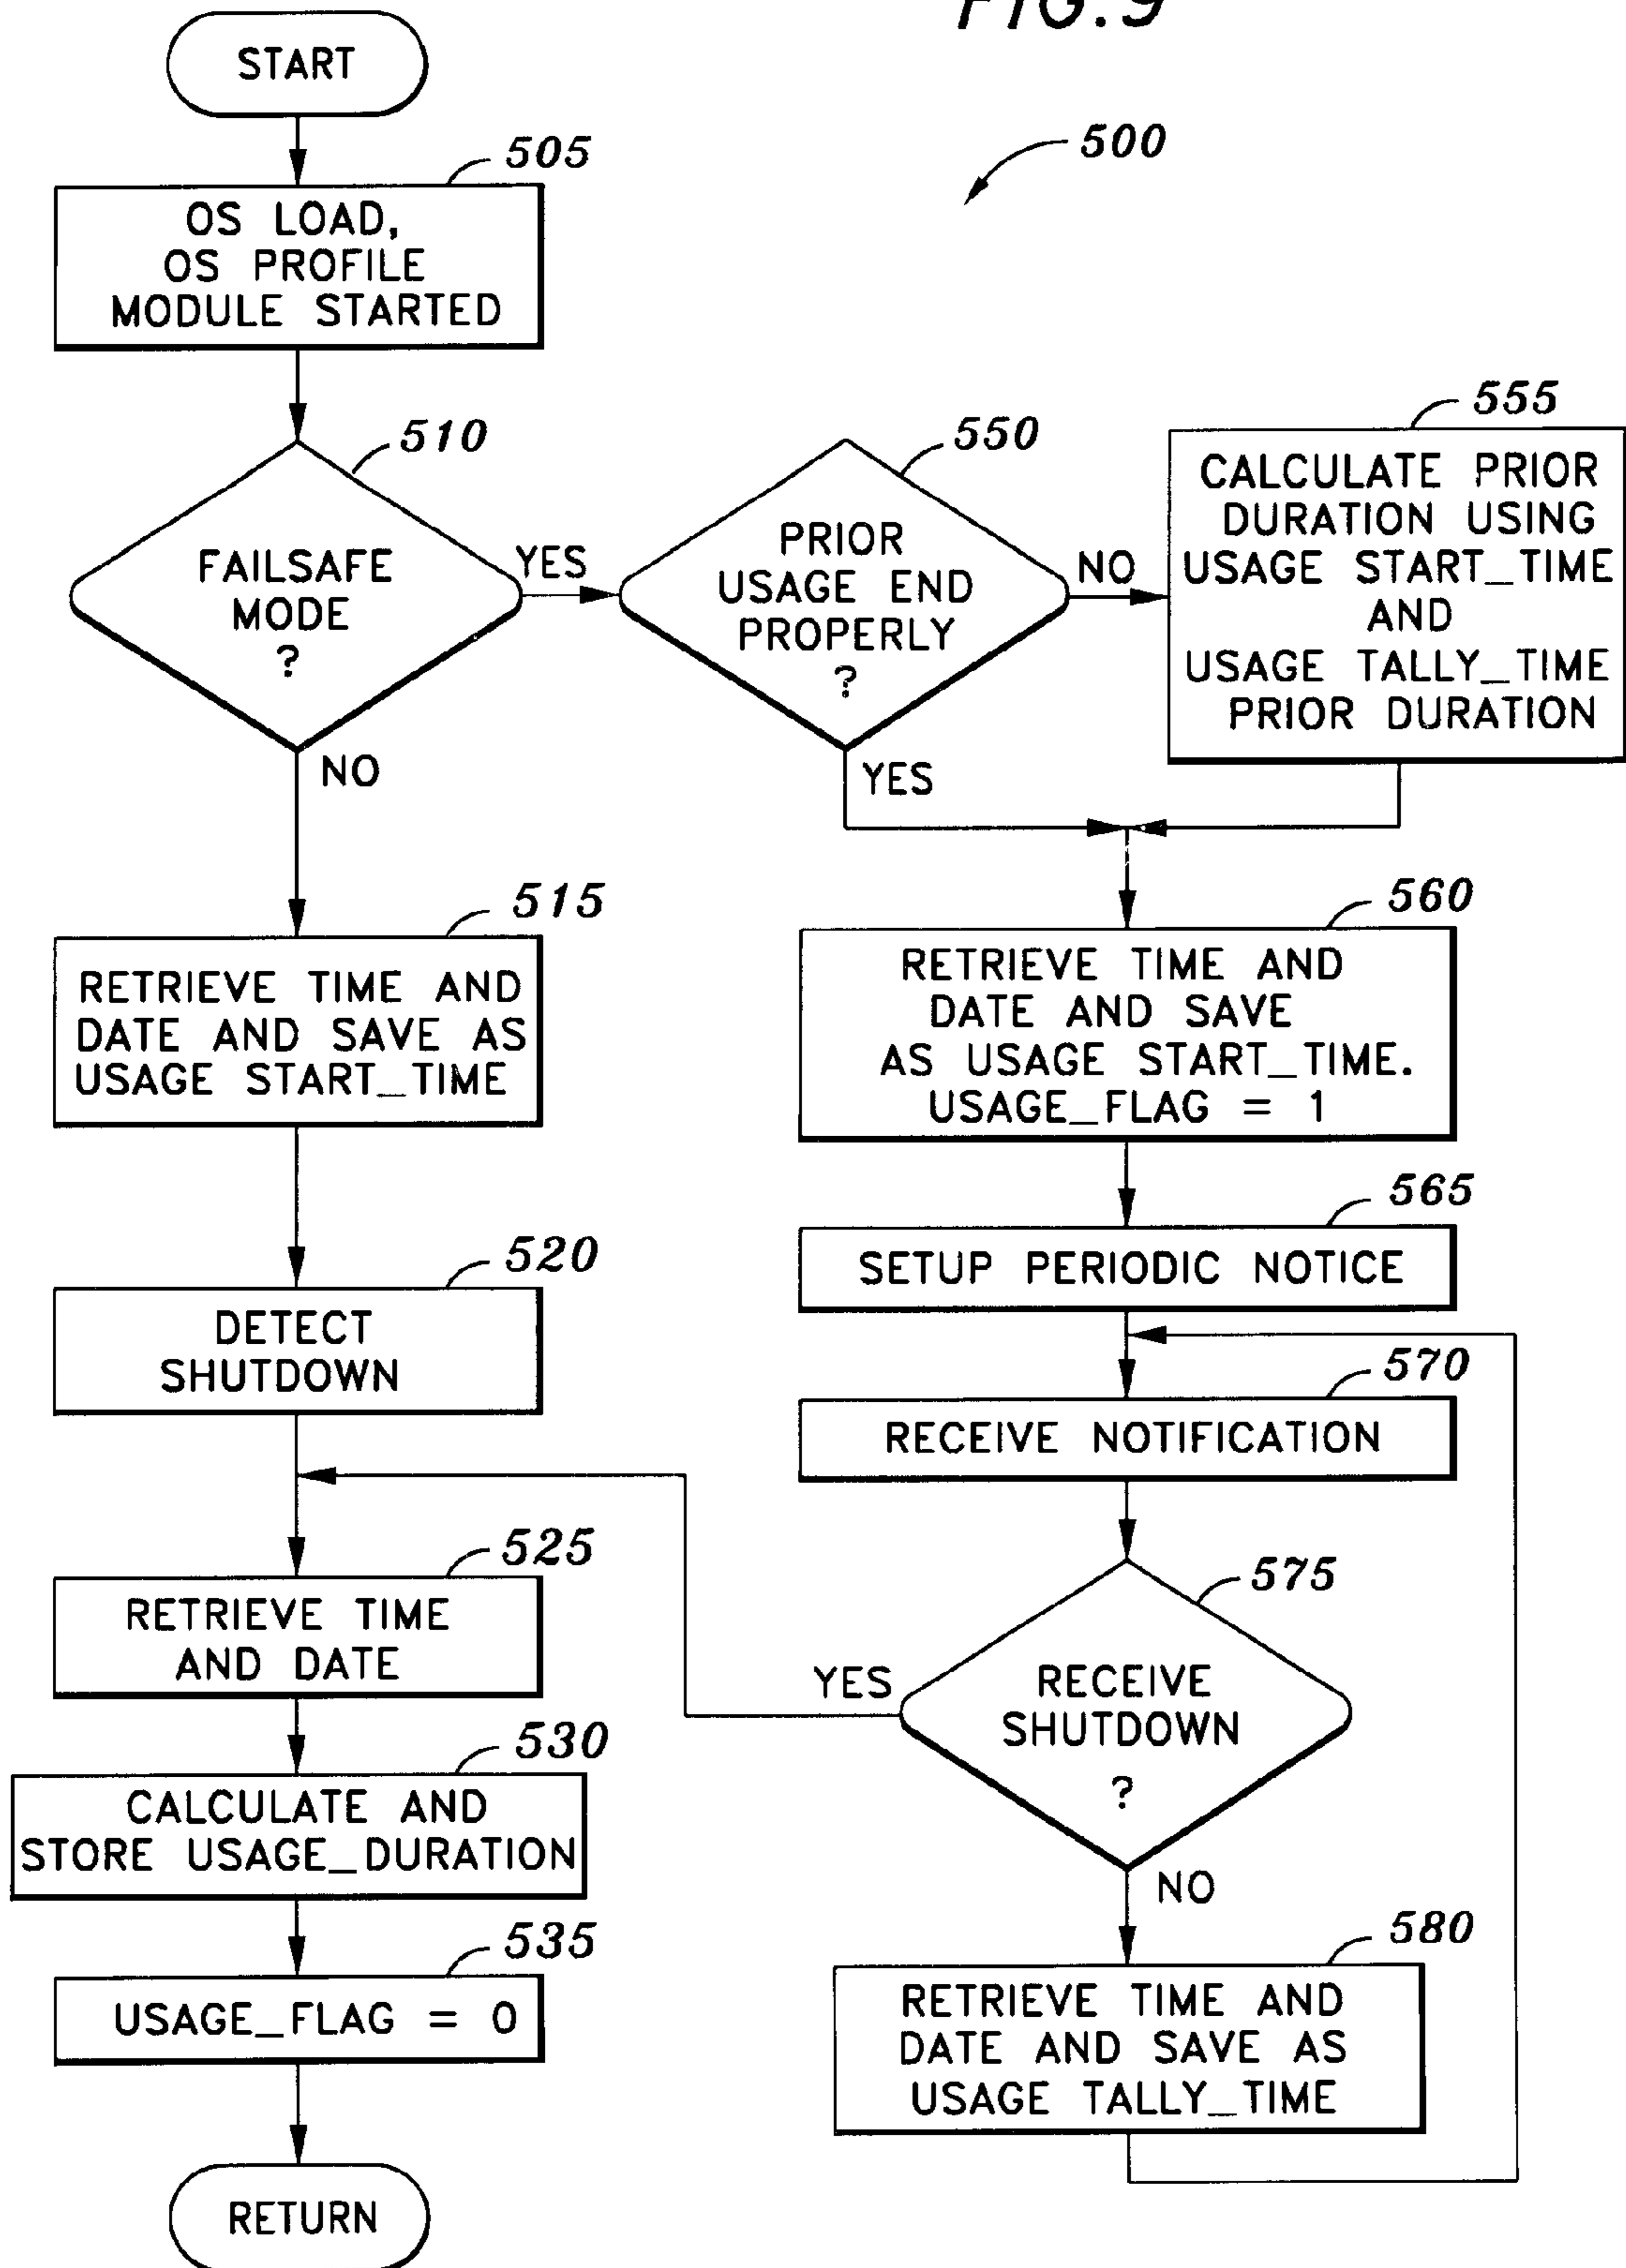 FIG. 9
START
500
505
OS LOAD,
OS PROFILE
MODULE STARTED
510
FAILSAFE
MODE
?
YES
NO
550
PRIOR
USAGE END
PROPERLY
?
NO
YES
555
CALCULATE PRIOR
DURATION USING
USAGE START_TIME
AND
USAGE TALLY_TIME
PRIOR DURATION
515
RETRIEVE TIME AND
DATE AND SAVE AS
USAGE START_TIME
560
RETRIEVE TIME AND
DATE AND SAVE
AS USAGE START_TIME.
USAGE_FLAG = 1
565
SETUP PERIODIC NOTICE
520
DETECT
SHUTDOWN
570
RECEIVE NOTIFICATION
525
RETRIEVE TIME
AND DATE
575
RECEIVE
SHUTDOWN
?
YES
NO
530
CALCULATE AND
STORE USAGE_DURATION
535
USAGE_FLAG = 0
580
RETRIEVE TIME AND
DATE AND SAVE AS
USAGE TALLY_TIME
RETURN